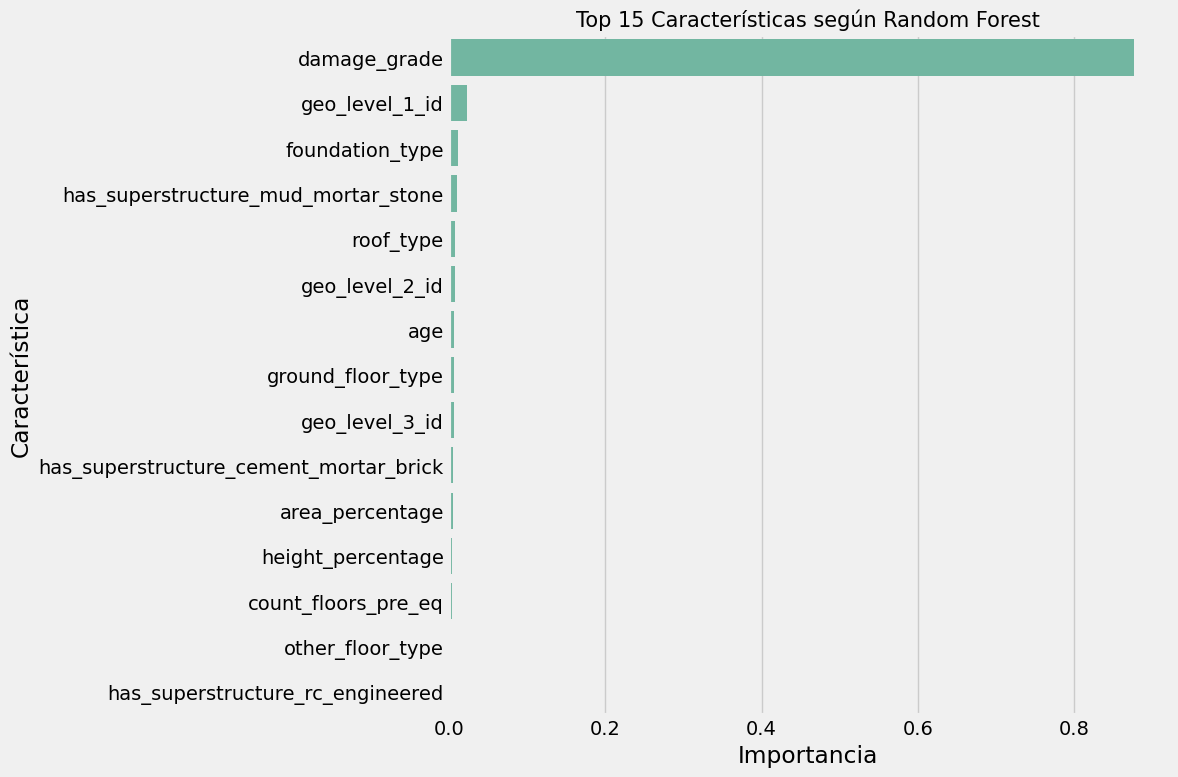 Top 15 Características según Random Forest
damage_grade
geo_level_1_id
foundation_type
has_superstructure_mud_mortar_stone
roof_type
geo_level_2_id
age
ground_floor_type
geo_level_3_id
has_superstructure_cement_mortar_brick
area_percentage
height_percentage
count_floors_pre_eq
other_floor_type
has_superstructure_rc_engineered
Característica
0.0 0.2 0.4 0.6 0.8
Importancia